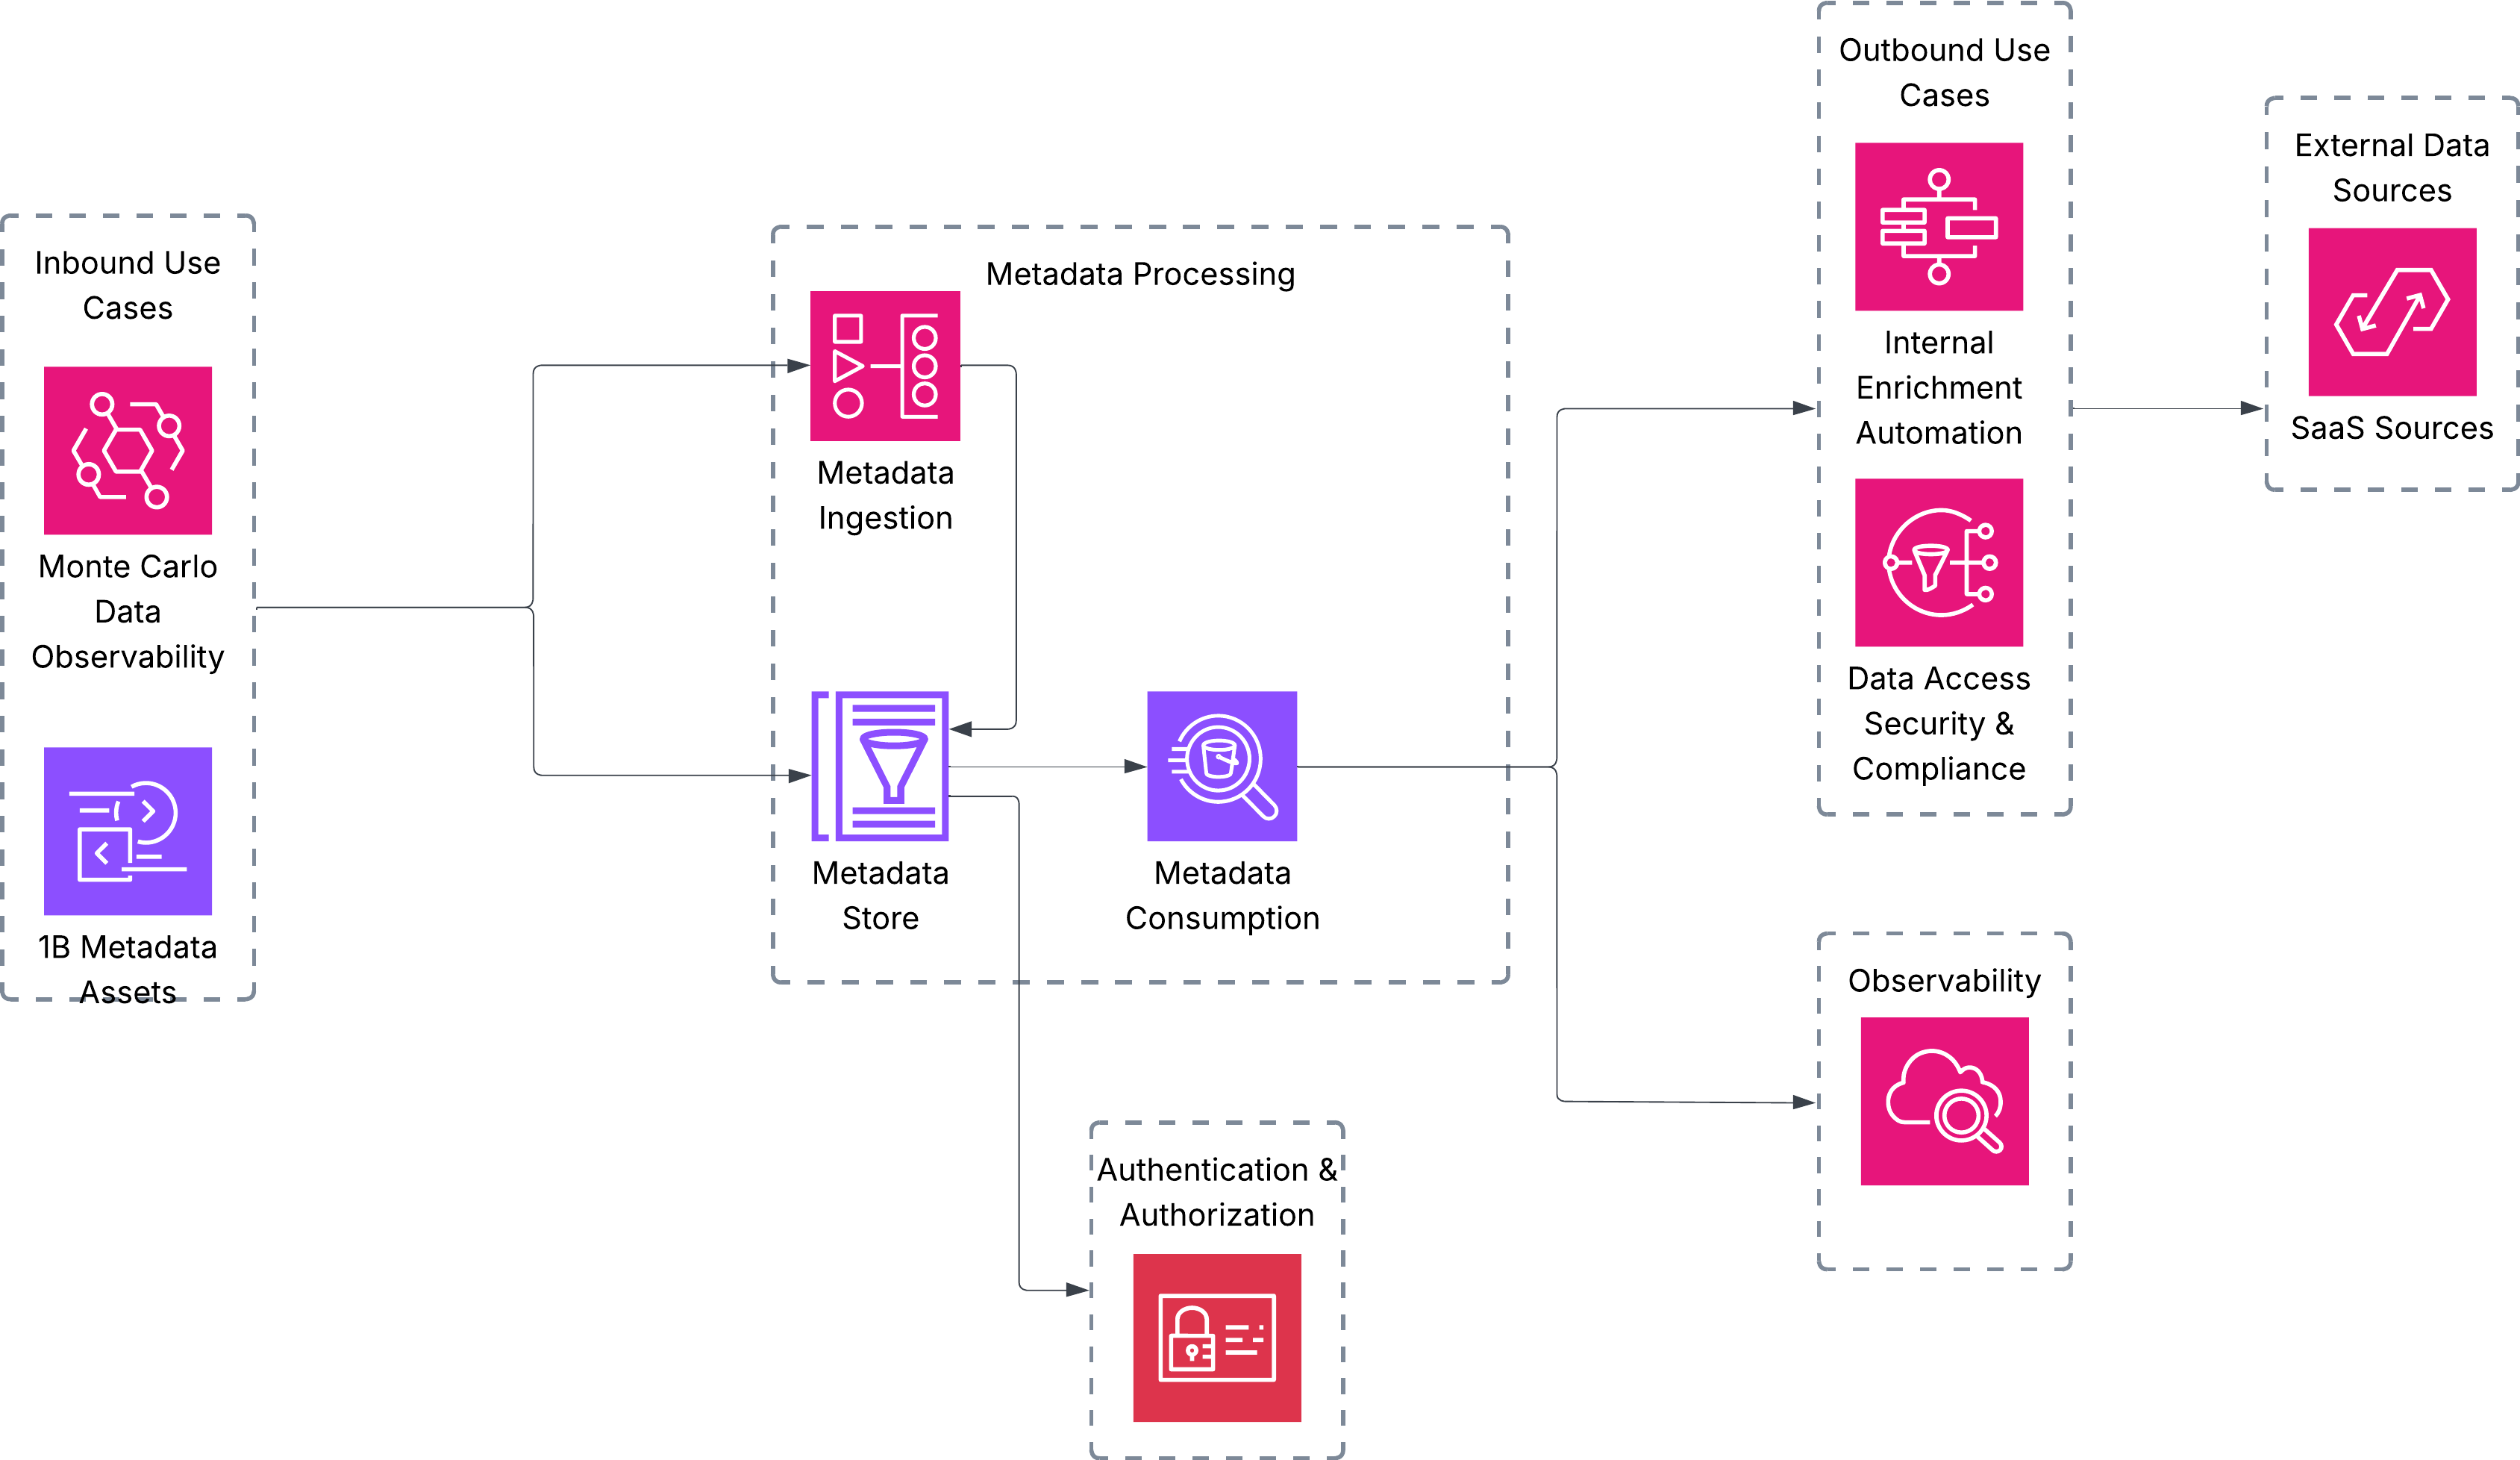 Inbound Use
Cases
Monte Carlo
Data
Observability
1B Metadata
Assets
Metadata Processing
Metadata
Ingestion
Metadata
Store
Metadata
Consumption
Authentication &
Authorization
Outbound Use
Cases
Internal
Enrichment
Automation
Data Access
Security &
Compliance
Observability
External Data
Sources
SaaS Sources